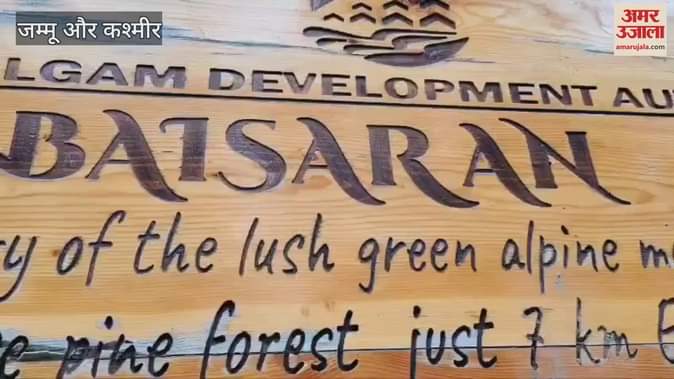 जम्मू और कश्मीर
अमर उजाला
amarujala.com
LGAM DEVELOPMENT AU
BAISARAN
y of the lush green alpine m
pine forest just 7 km E